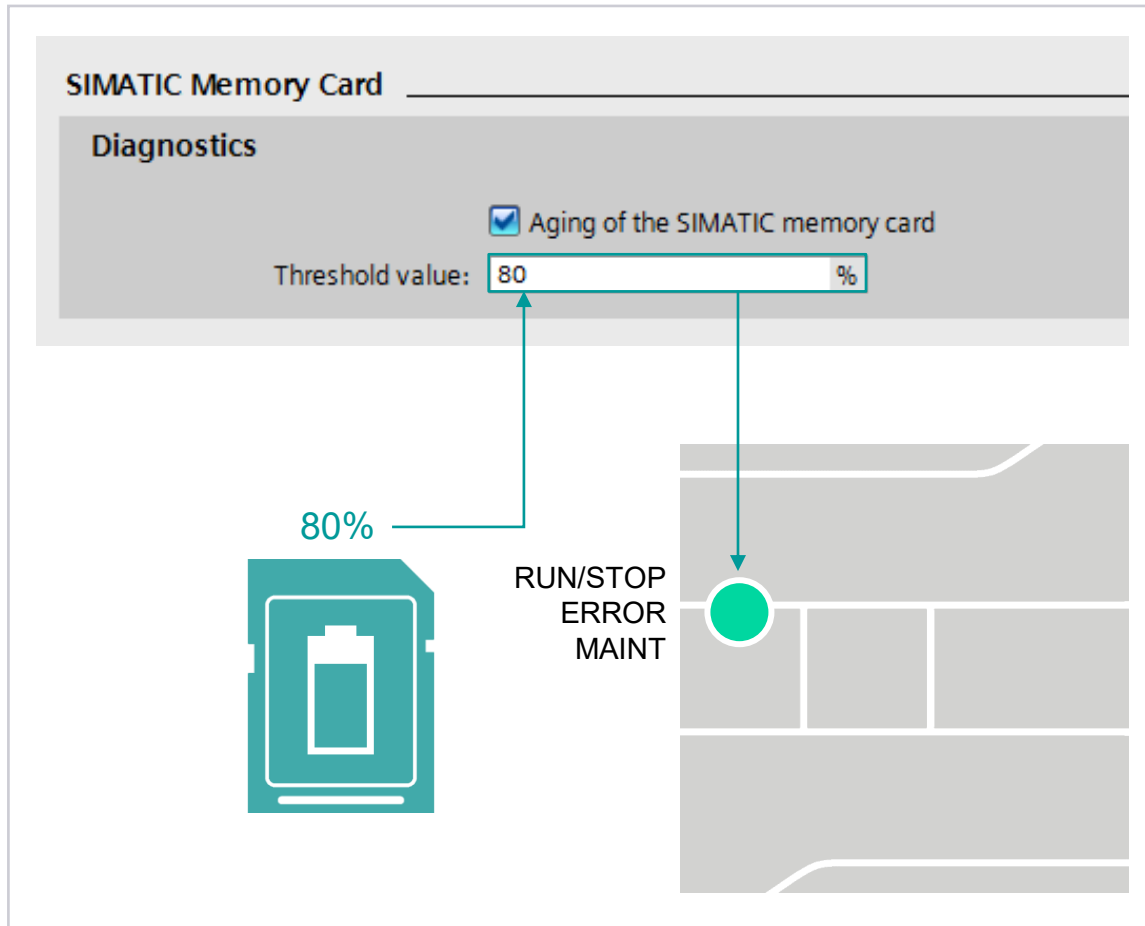 SIMATIC Memory Card
Diagnostics
Aging of the SIMATIC memory card
Threshold value: 80 %
80%
RUN/STOP
ERROR
MAINT